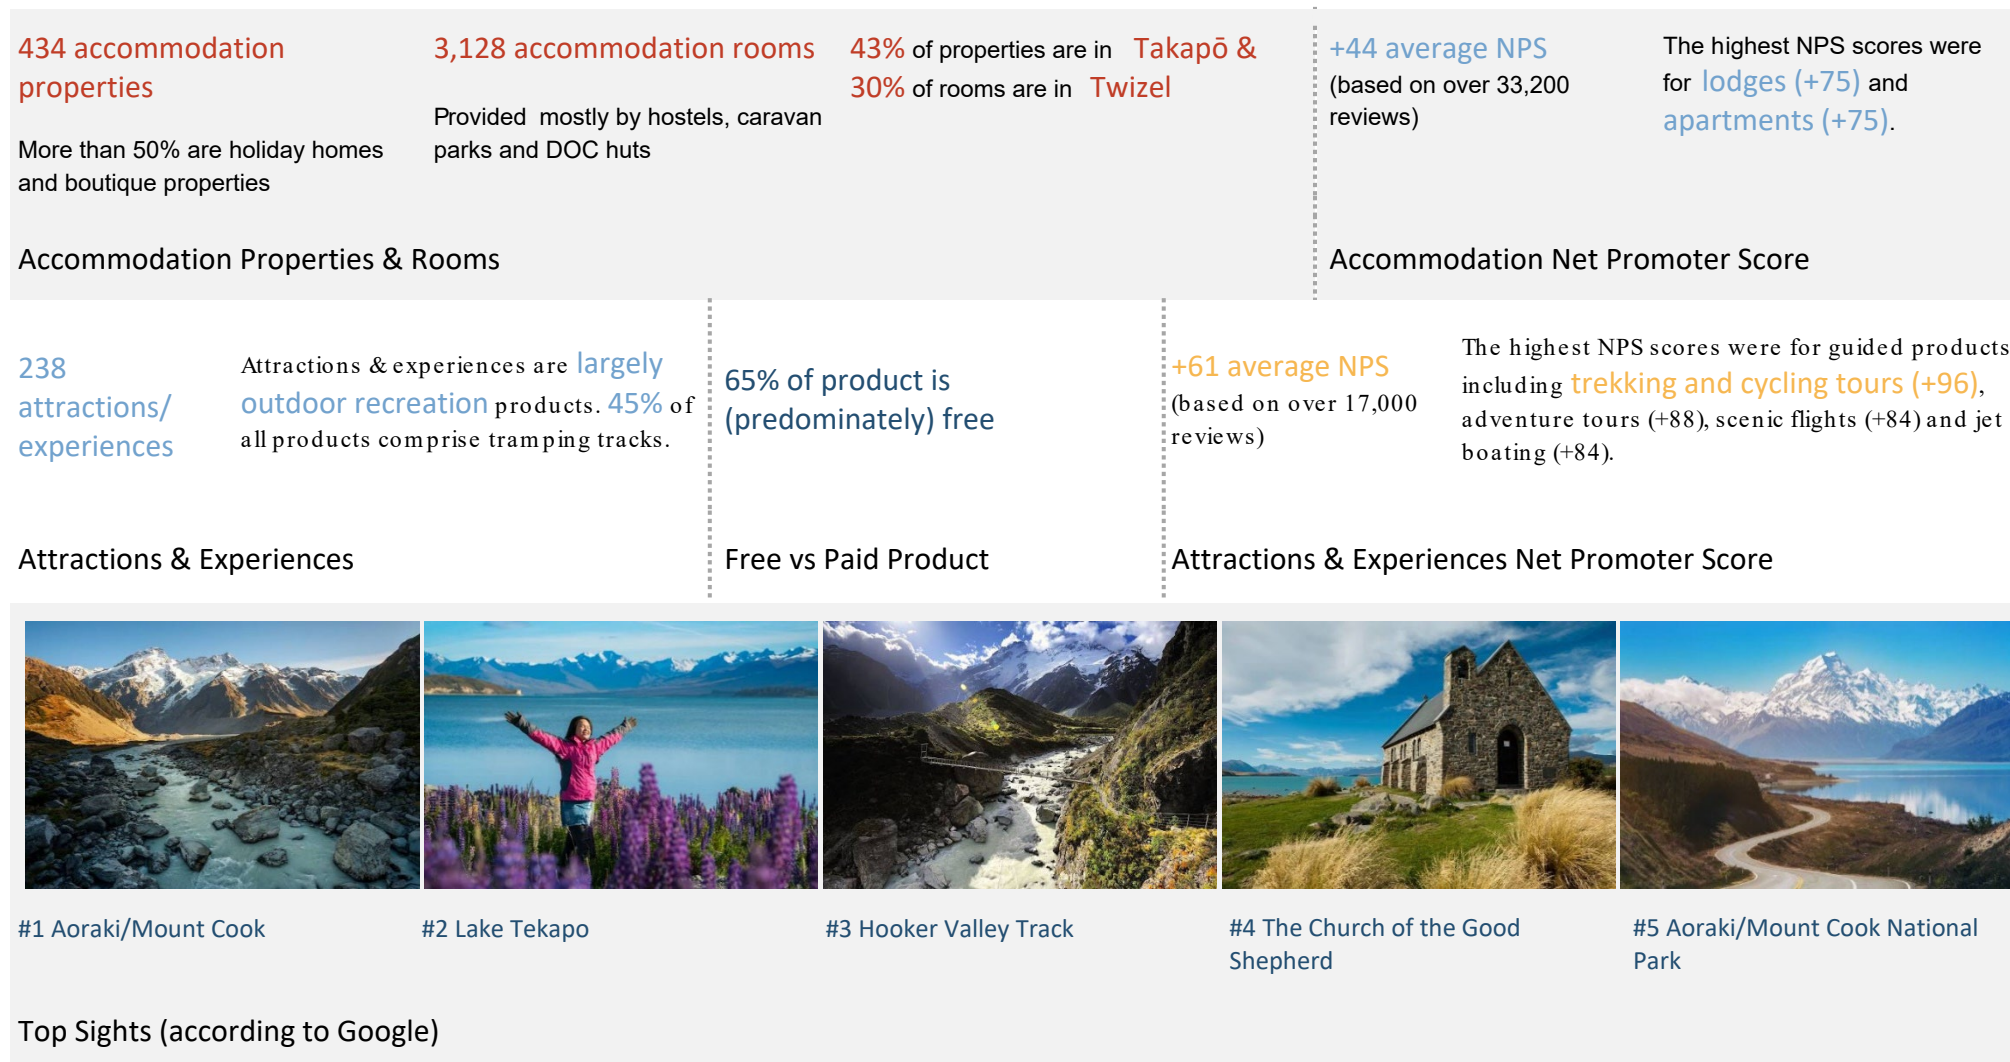 434 accommodation
properties
More than 50% are holiday homes
and boutique properties
3,128 accommodation rooms
Provided mostly by hostels, caravan
parks and DOC huts
43% of properties are in Takapō &
30% of rooms are in Twizel
Accommodation Properties & Rooms
+44 average NPS
(based on over 33,200
reviews)
The highest NPS scores were
for lodges (+75) and
apartments (+75).
Accommodation Net Promoter Score
238
attractions/
experiences
Attractions & experiences are largely
outdoor recreation products. 45% of
all products comprise tramping tracks.
Attractions & Experiences
65% of product is
(predominately) free
Free vs Paid Product
+61 average NPS
(based on over 17,000
reviews)
The highest NPS scores were for guided products
including trekking and cycling tours (+96),
adventure tours (+88), scenic flights (+84) and jet
boating (+84).
Attractions & Experiences Net Promoter Score
#1 Aoraki/Mount Cook
#2 Lake Tekapo
#3 Hooker Valley Track
#4 The Church of the Good
Shepherd
#5 Aoraki/Mount Cook National
Park
Top Sights (according to Google)